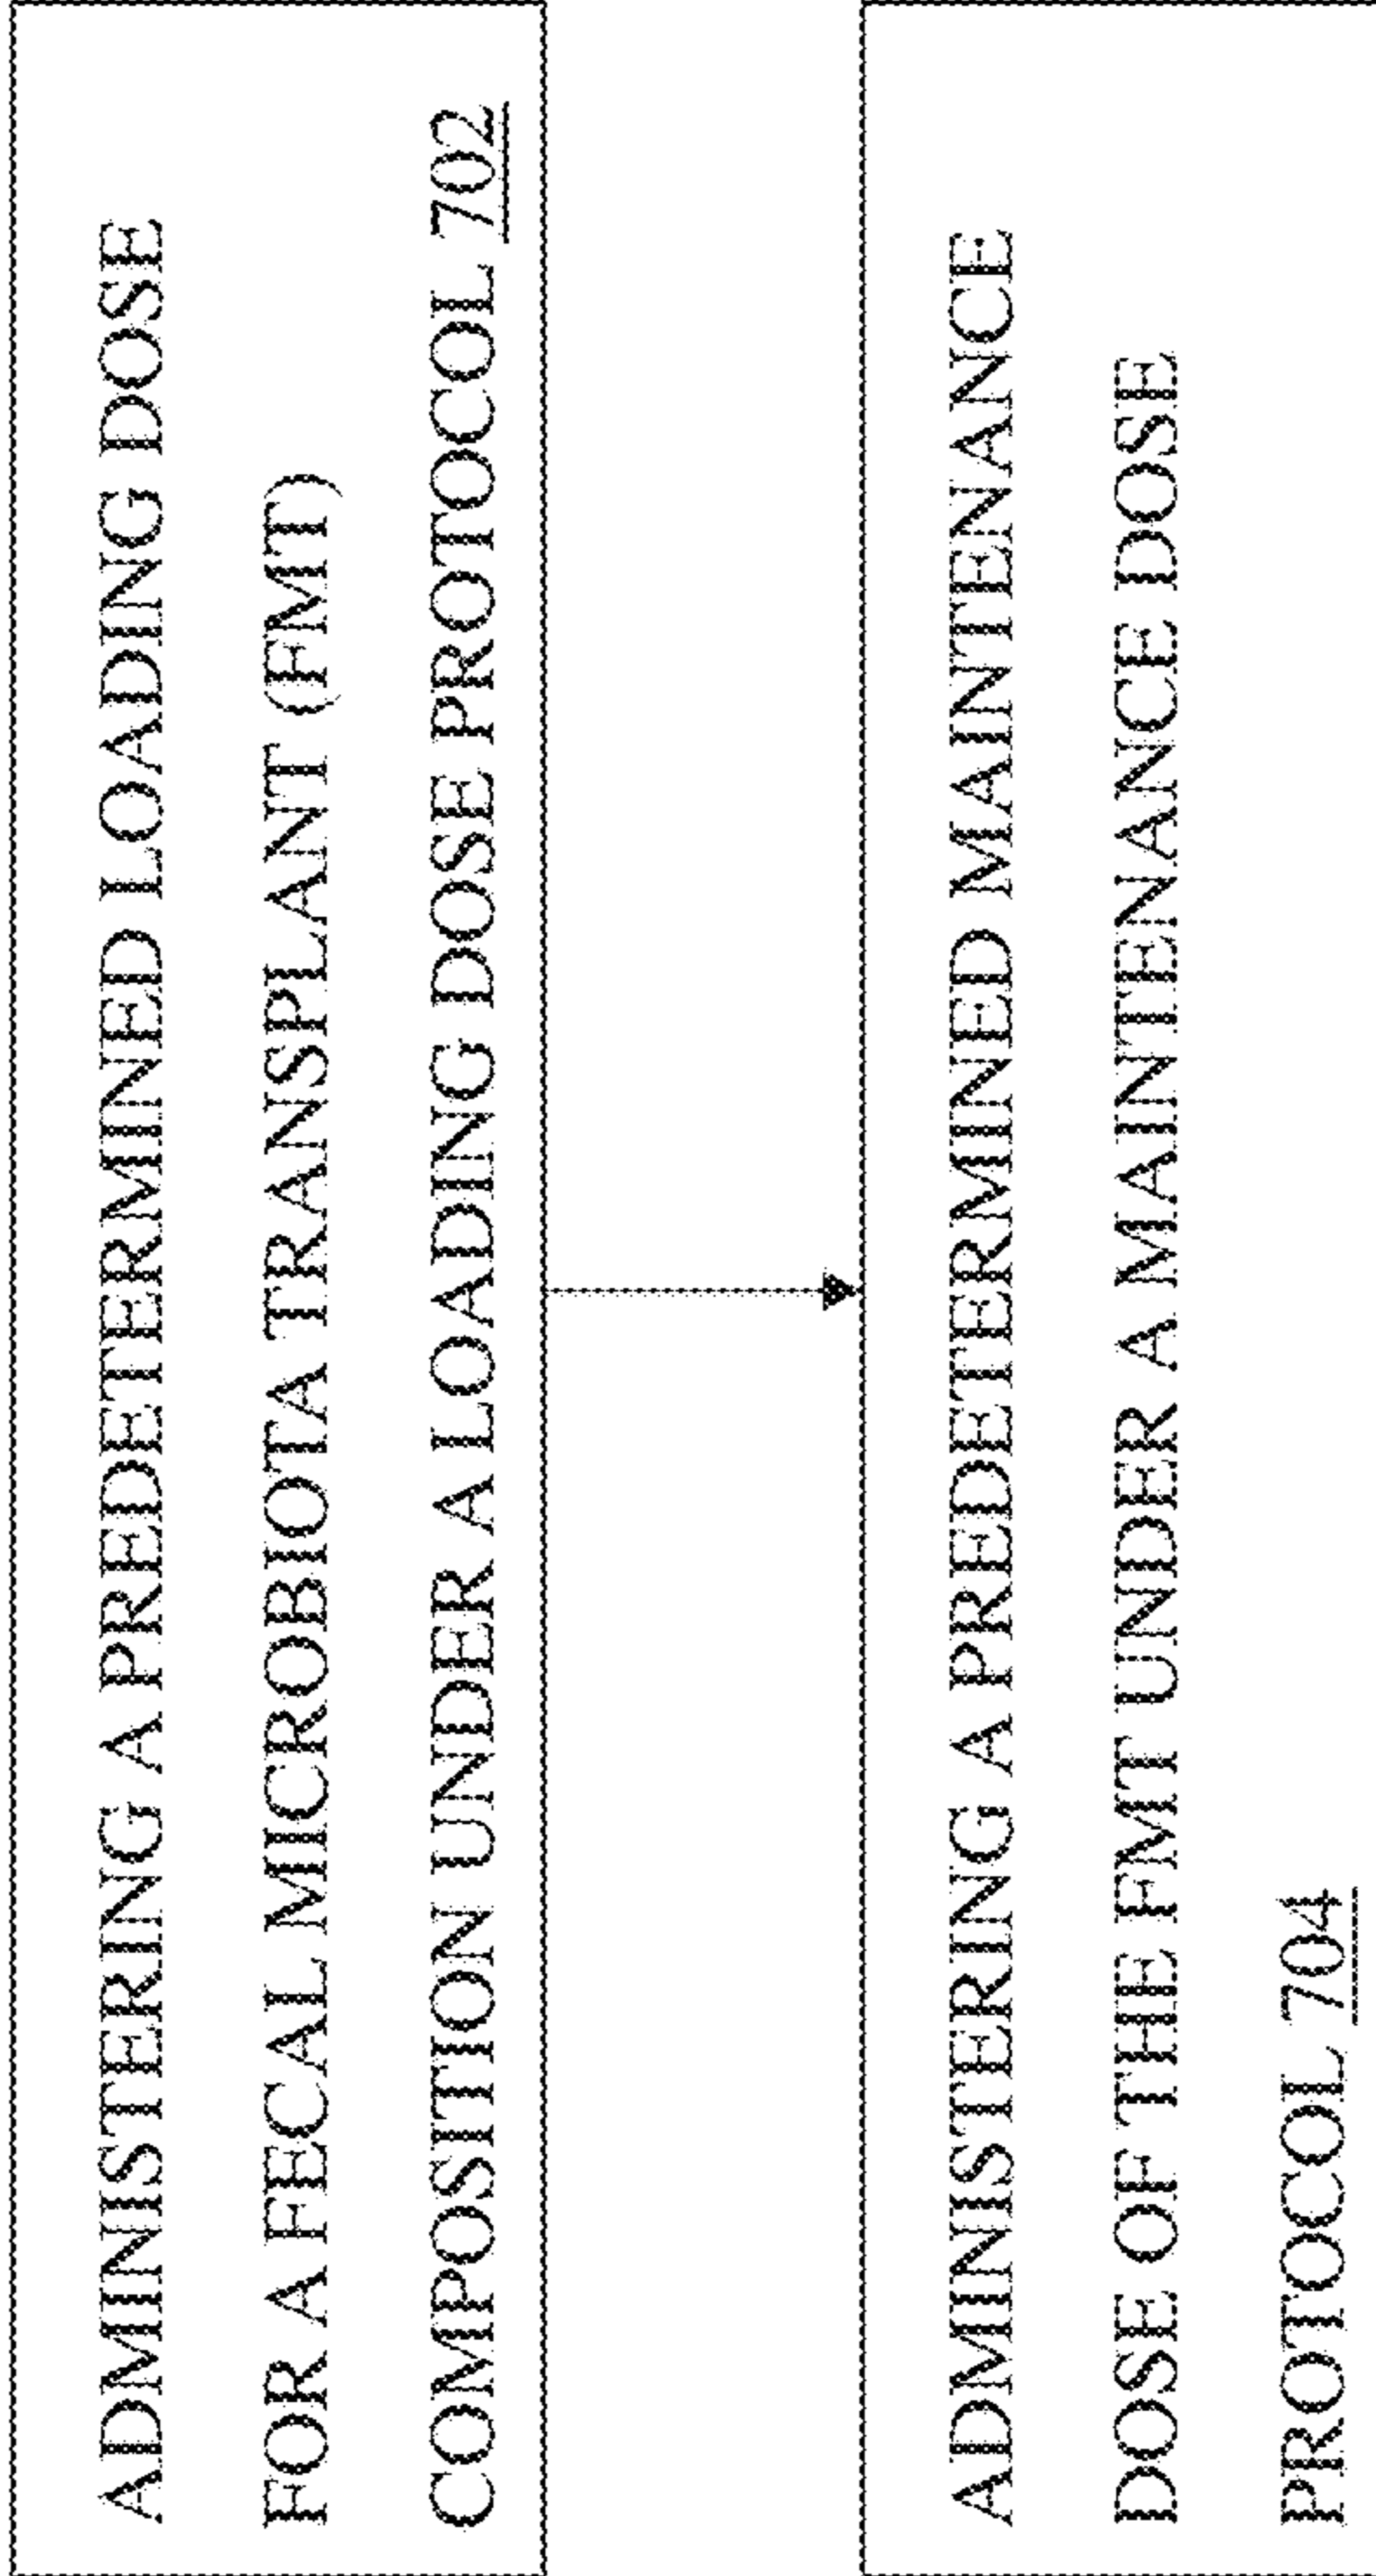 ADMINISTERING A PREDETERMINED LOADING DOSE
FOR A FECAL MICROBIOTA TRANSPLANT (FMT)
COMPOSITION UNDER A LOADING DOSE PROTOCOL 702
ADMINISTERING A PREDETERMINED MAINTENANCE
DOSE OF THE FMT UNDER A MAINTENANCE DOSE
PROTOCOL 704